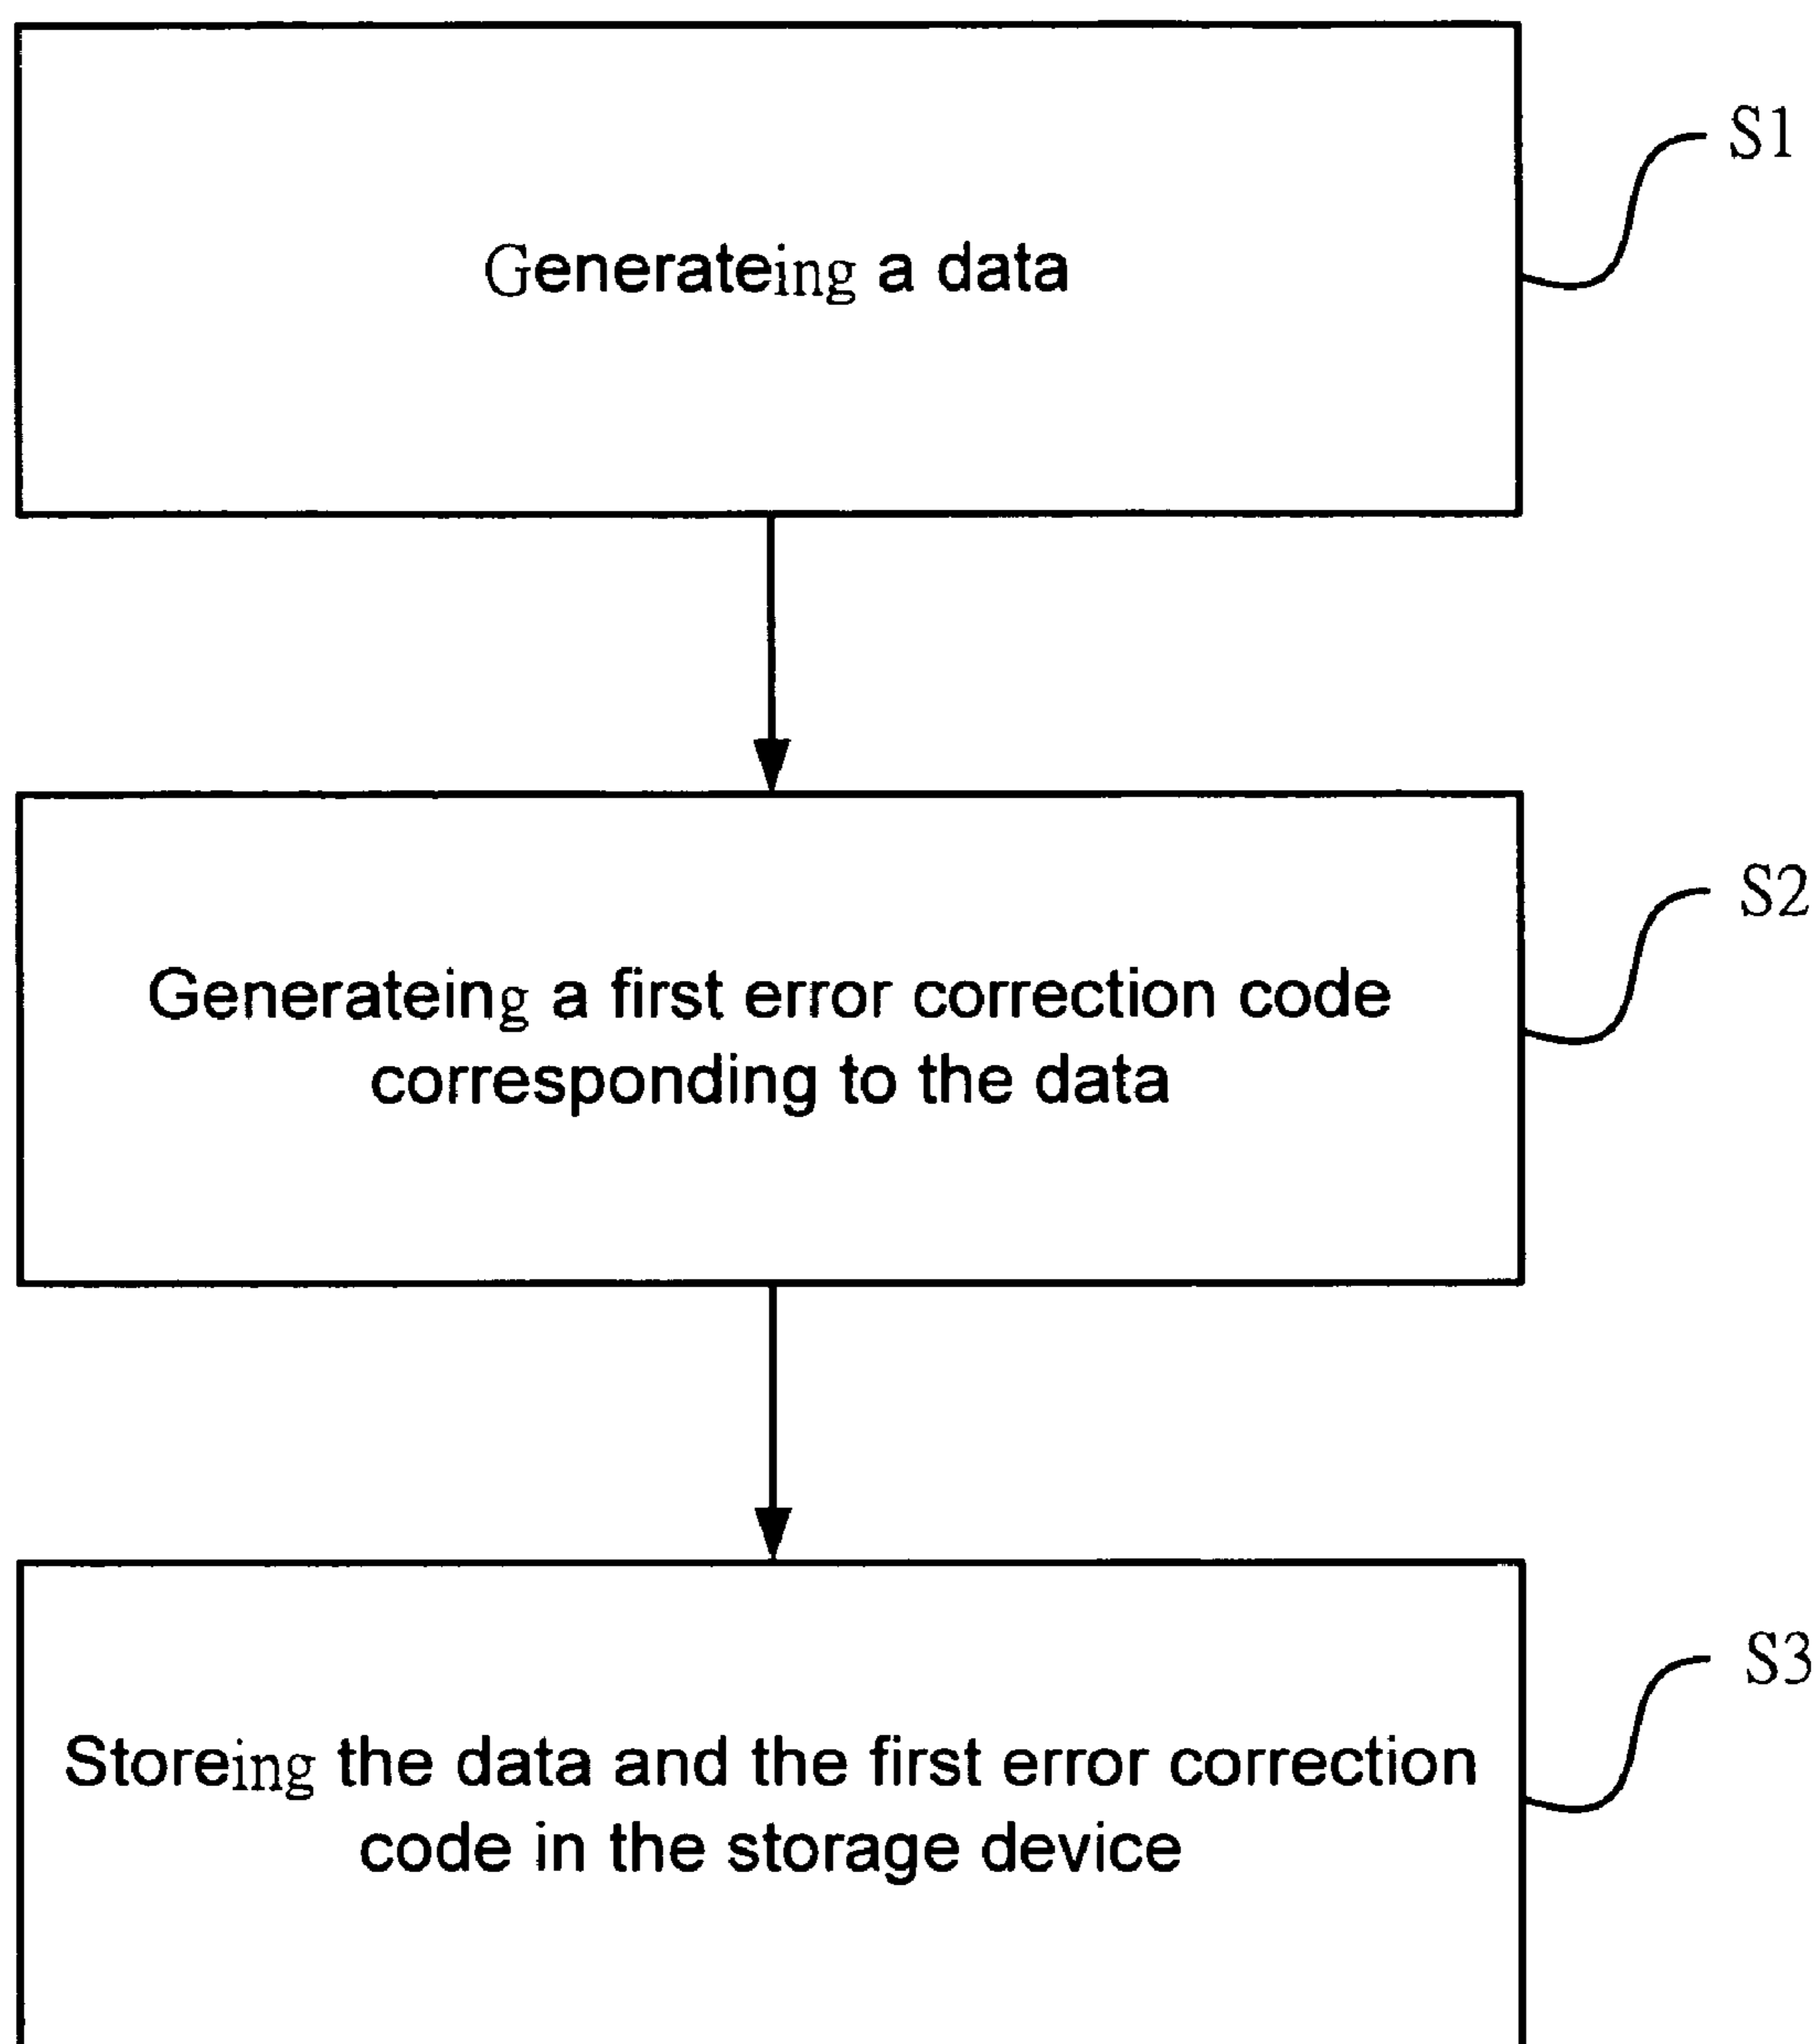 S1
Generateing a data
S2
Generateing a first error correction code
corresponding to the data
S3
Storeing the data and the first error correction
code in the storage device